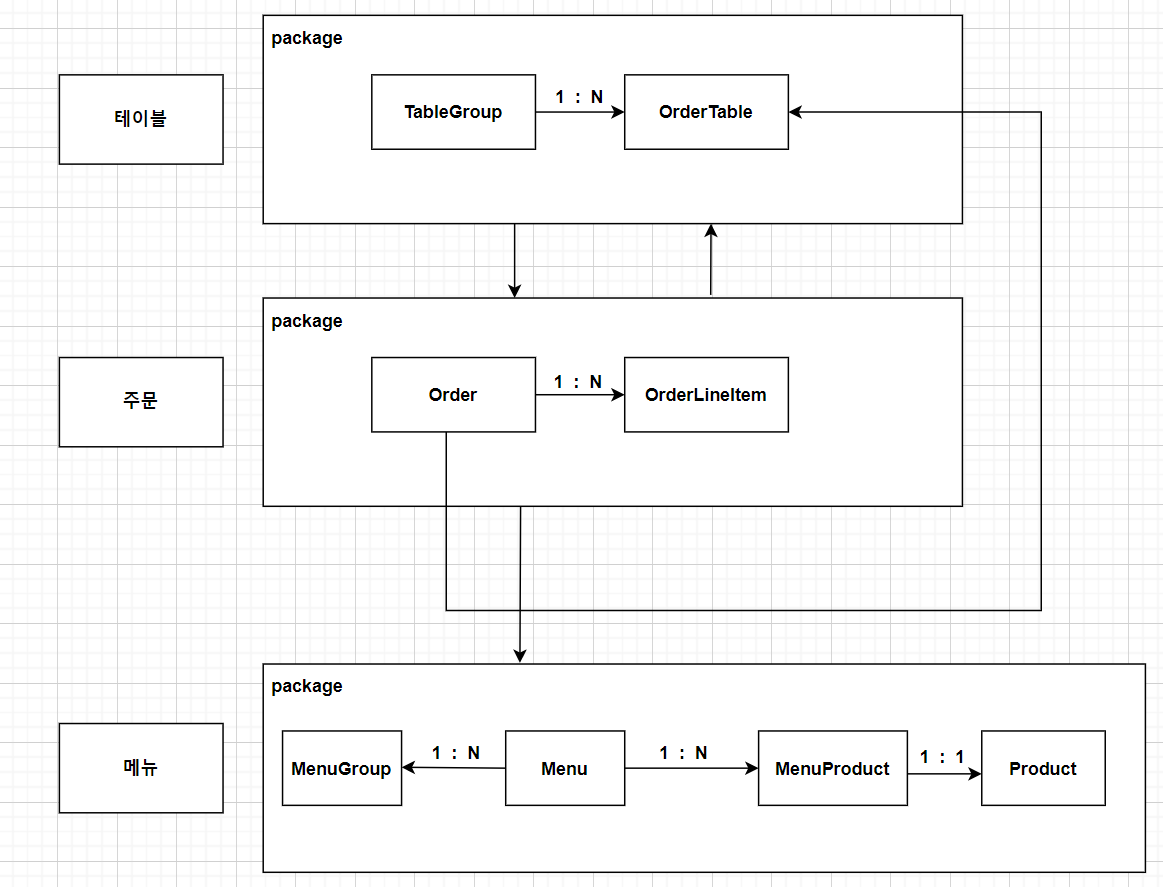 package
테이블
TableGroup
1 : N
OrderTable
package
주문
Order
1 : N
OrderLineItem
package
메뉴
MenuGroup
1 : N
Menu
1 : N
MenuProduct
1 : 1
Product